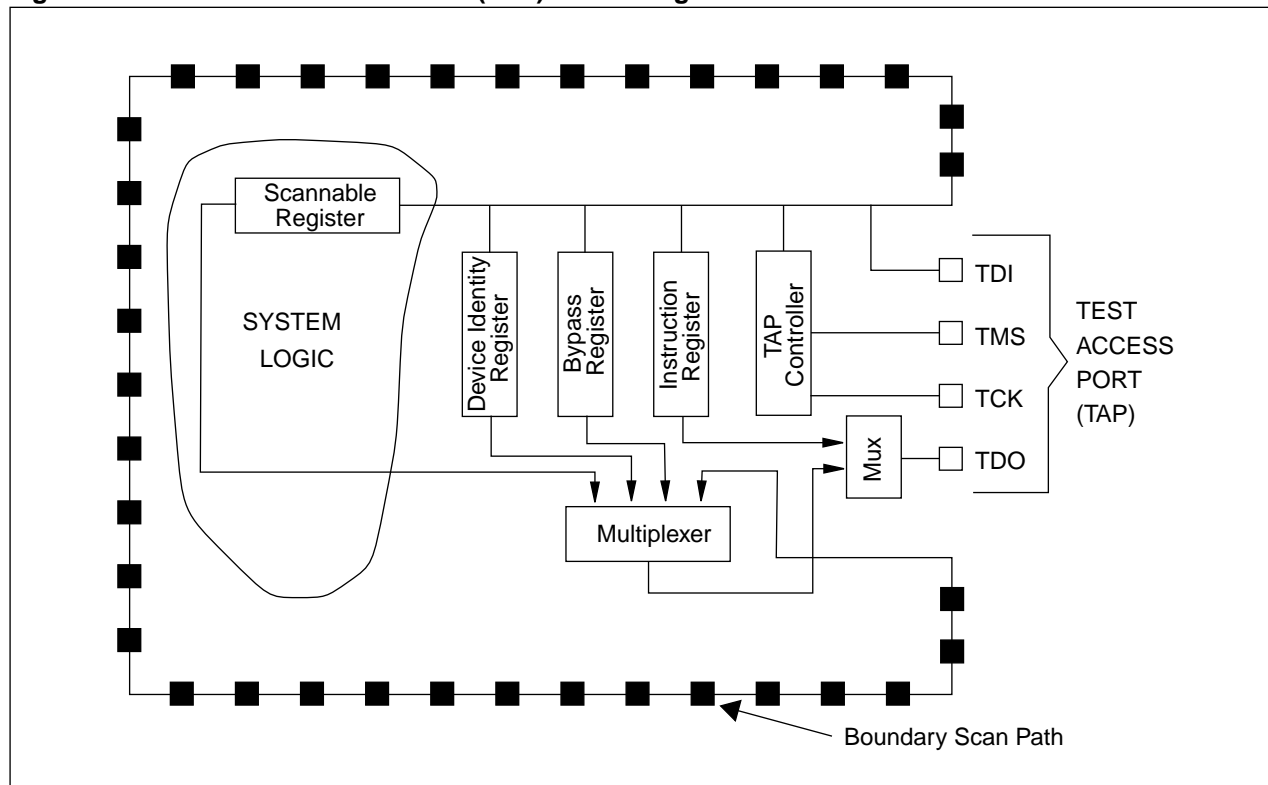 Scannable
Register
SYSTEM
LOGIC
Device Identity
Register
Bypass
Register
Instruction
Register
TAP
Controller
TDI
TMS
TCK
TDO
Mux
Multiplexer
TEST
ACCESS
PORT
(TAP)
Boundary Scan Path